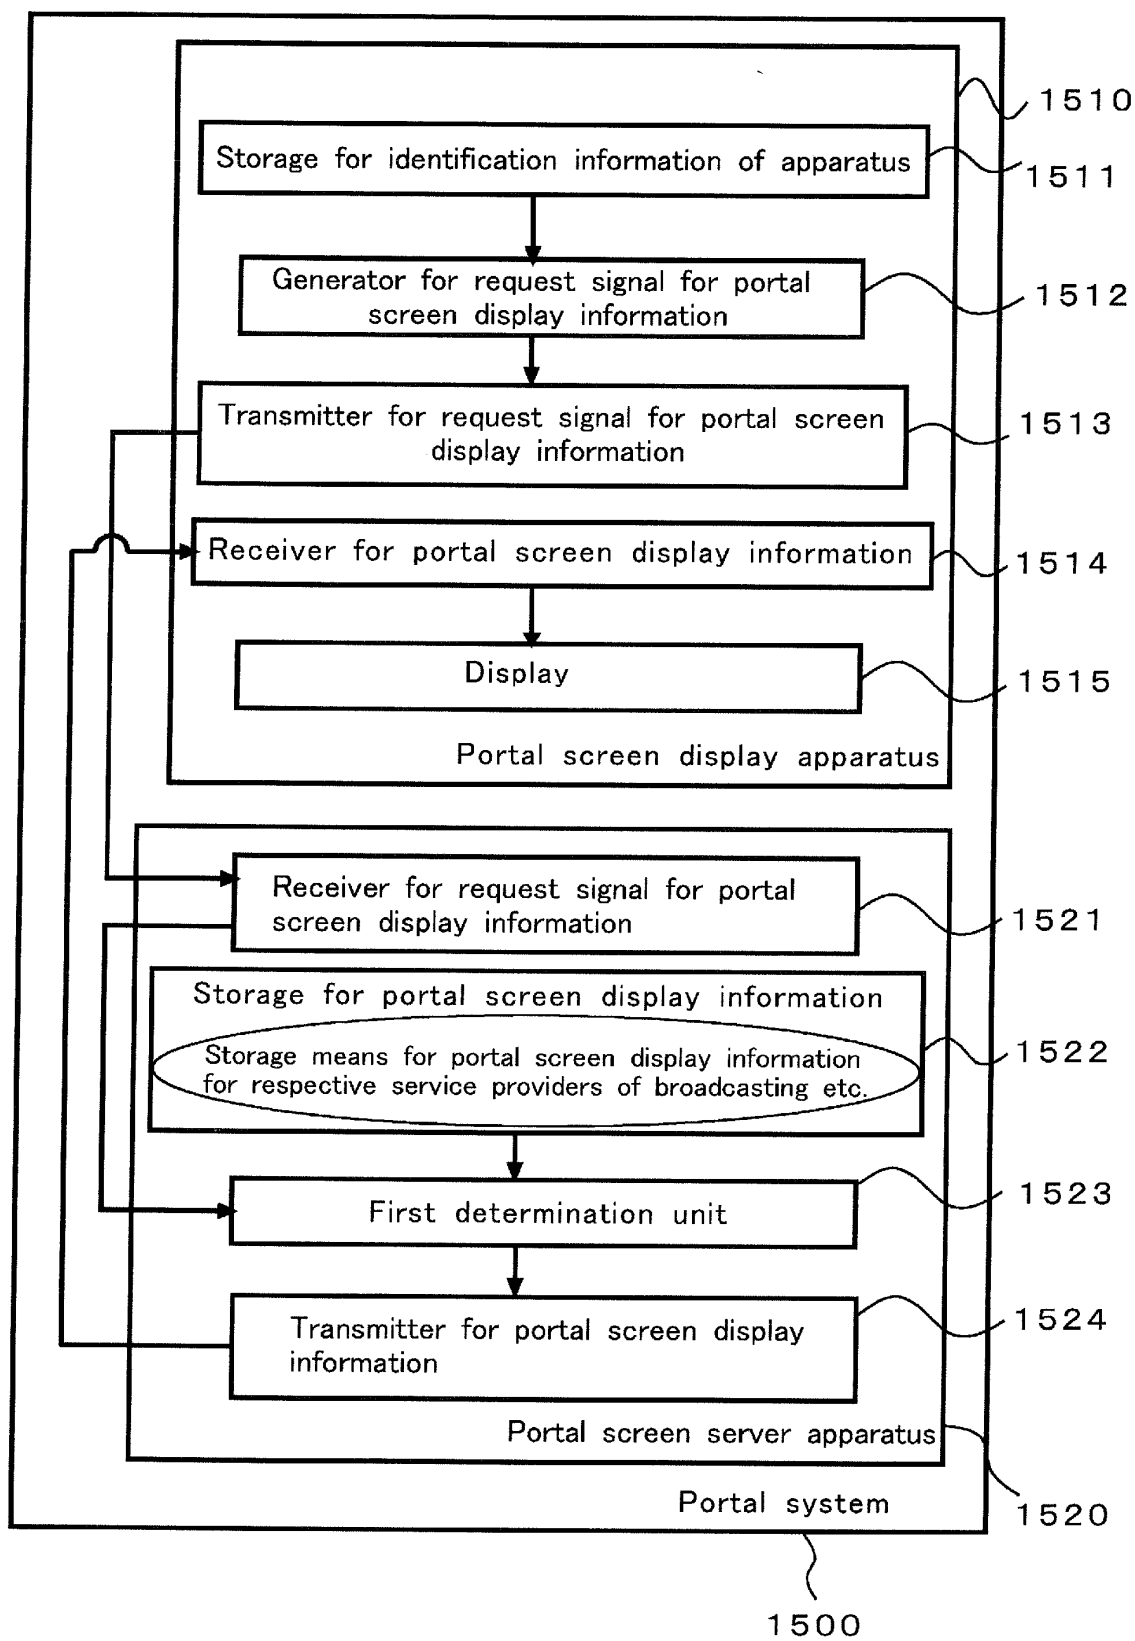 1510
Storage for identification information of apparatus
1511
Generator for request signal for portal
screen display information
1512
Transmitter for request signal for portal screen
display information
1513
Receiver for portal screen display information
1514
Display
1515
Portal screen display apparatus
Receiver for request signal for portal
screen display information
1521
Storage for portal screen display information
Storage means for portal screen display information
for respective service providers of broadcasting etc.
1522
First determination unit
1523
Transmitter for portal screen display
information
1524
Portal screen server apparatus
1520
Portal system
1500